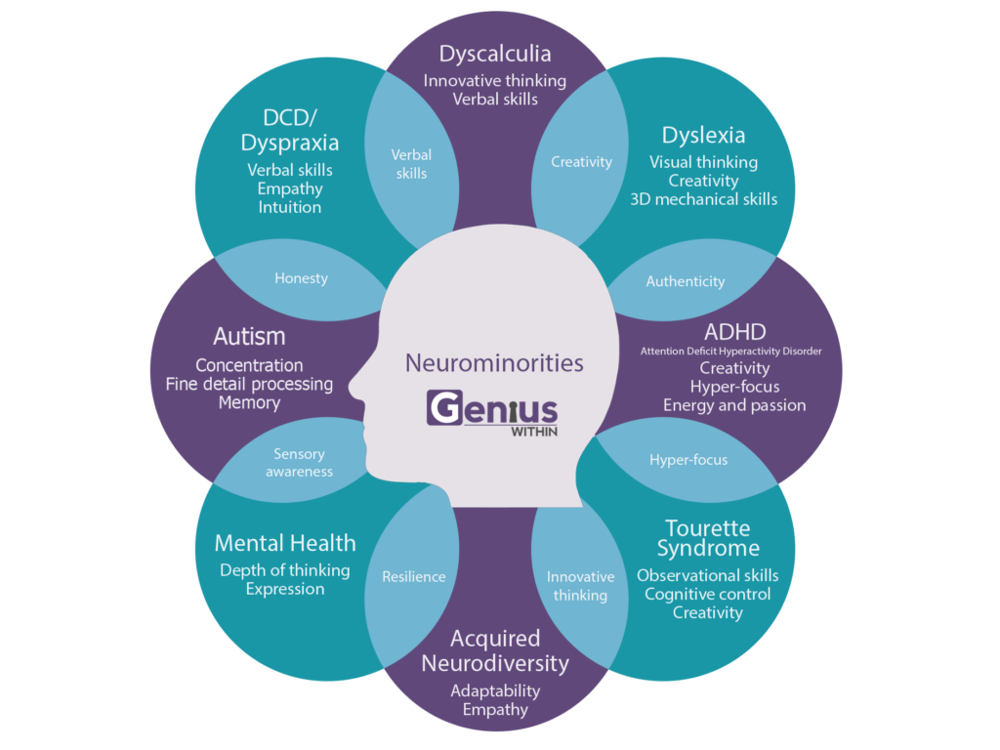 Dyscalculia
Innovative thinking
Verbal skills
DCD/
Dyspraxia
Verbal skills
Empathy
Intuition
Verbal
skills
Creativity
Dyslexia
Visual thinking
Creativity
3D mechanical skills
Honesty
Authenticity
Autism
Concentration
Fine detail processing
Memory
Neurominorities
Genius
WITHIN
ADHD
Attention Deficit Hyperactivity Disorder
Creativity
Hyper-focus
Energy and passion
Sensory
awareness
Hyper-focus
Mental Health
Depth of thinking
Expression
Resilience
Innovative
thinking
Tourette
Syndrome
Observational skills
Cognitive control
Creativity
Acquired
Neurodiversity
Adaptability
Empathy